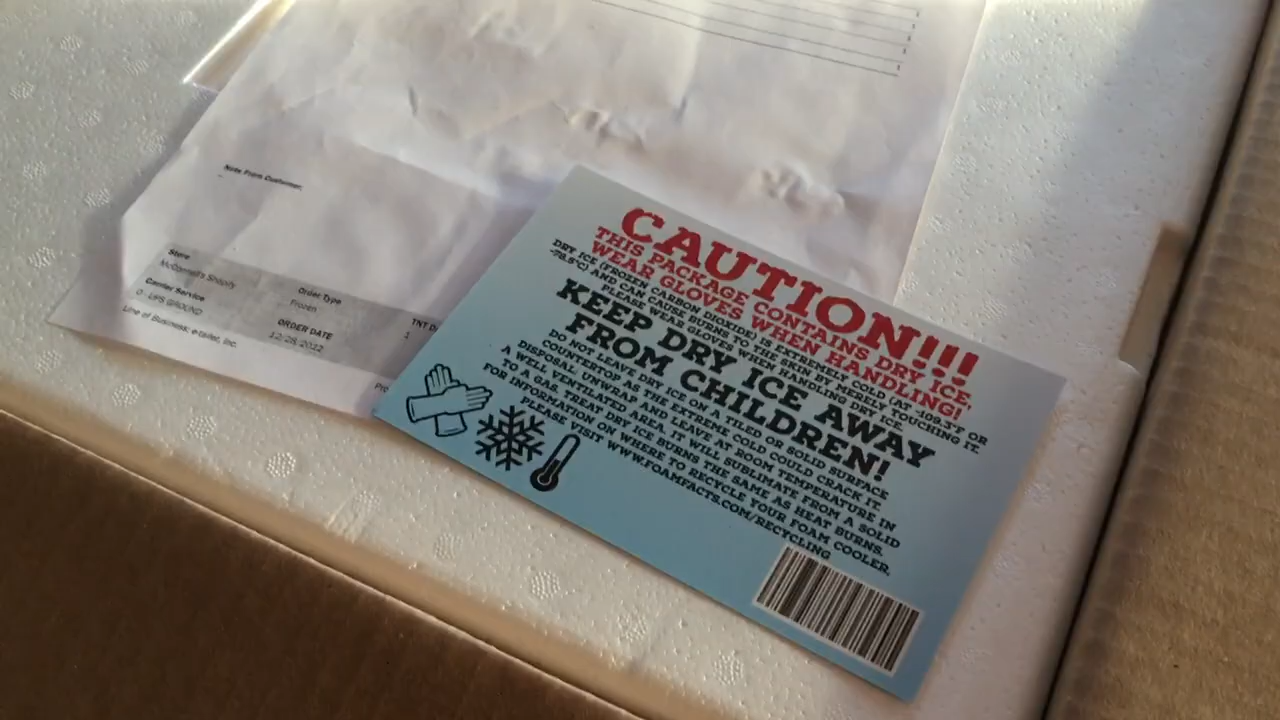 Note From Customer:
Store
McConnell's Shopify
Order Type
Frozen
Carrier Service
0 - UPS GROUND
ORDER DATE
12/28/2022
TNT
1
Line of Business: e-tailer, Inc.
CAUTION!!!
THIS PACKAGE CONTAINS DRY ICE,
WEAR GLOVES WHEN HANDLING!
DRY ICE (FROZEN CARBON DIOXIDE) IS EXTREMELY COLD (AT -109.3°F OR
-78.5°C) AND CAN CAUSE BURNS TO THE SKIN BY MERELY TOUCHING IT.
PLEASE WEAR GLOVES WHEN HANDLING DRY ICE.
KEEP DRY ICE AWAY
FROM CHILDREN!
DO NOT LEAVE DRY ICE ON A TILED OR SOLID SURFACE
COUNTERTOP AS THE EXTREME COLD COULD CRACK IT.
DISPOSAL: UNWRAP AND LEAVE AT ROOM TEMPERATURE IN
A WELL VENTILATED AREA. IT WILL SUBLIMATE FROM A SOLID
TO A GAS. TREAT DRY ICE BURNS THE SAME AS HEAT BURNS.
FOR INFORMATION ON WHERE TO RECYCLE YOUR FOAM COOLER,
PLEASE VISIT WWW.FOAMFACTS.COM/RECYCLING